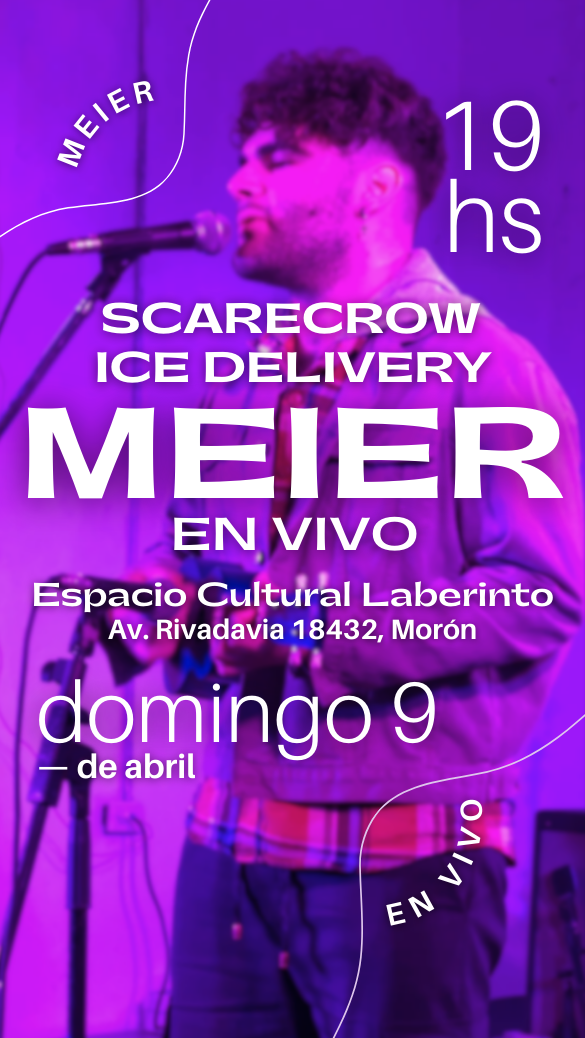 MEIER
19
hs
SCARECROW
ICE DELIVERY
MEIER
EN VIVO
Espacio Cultural Laberinto
Av. Rivadavia 18432, Morón
domingo 9
— de abril
EN VIVO